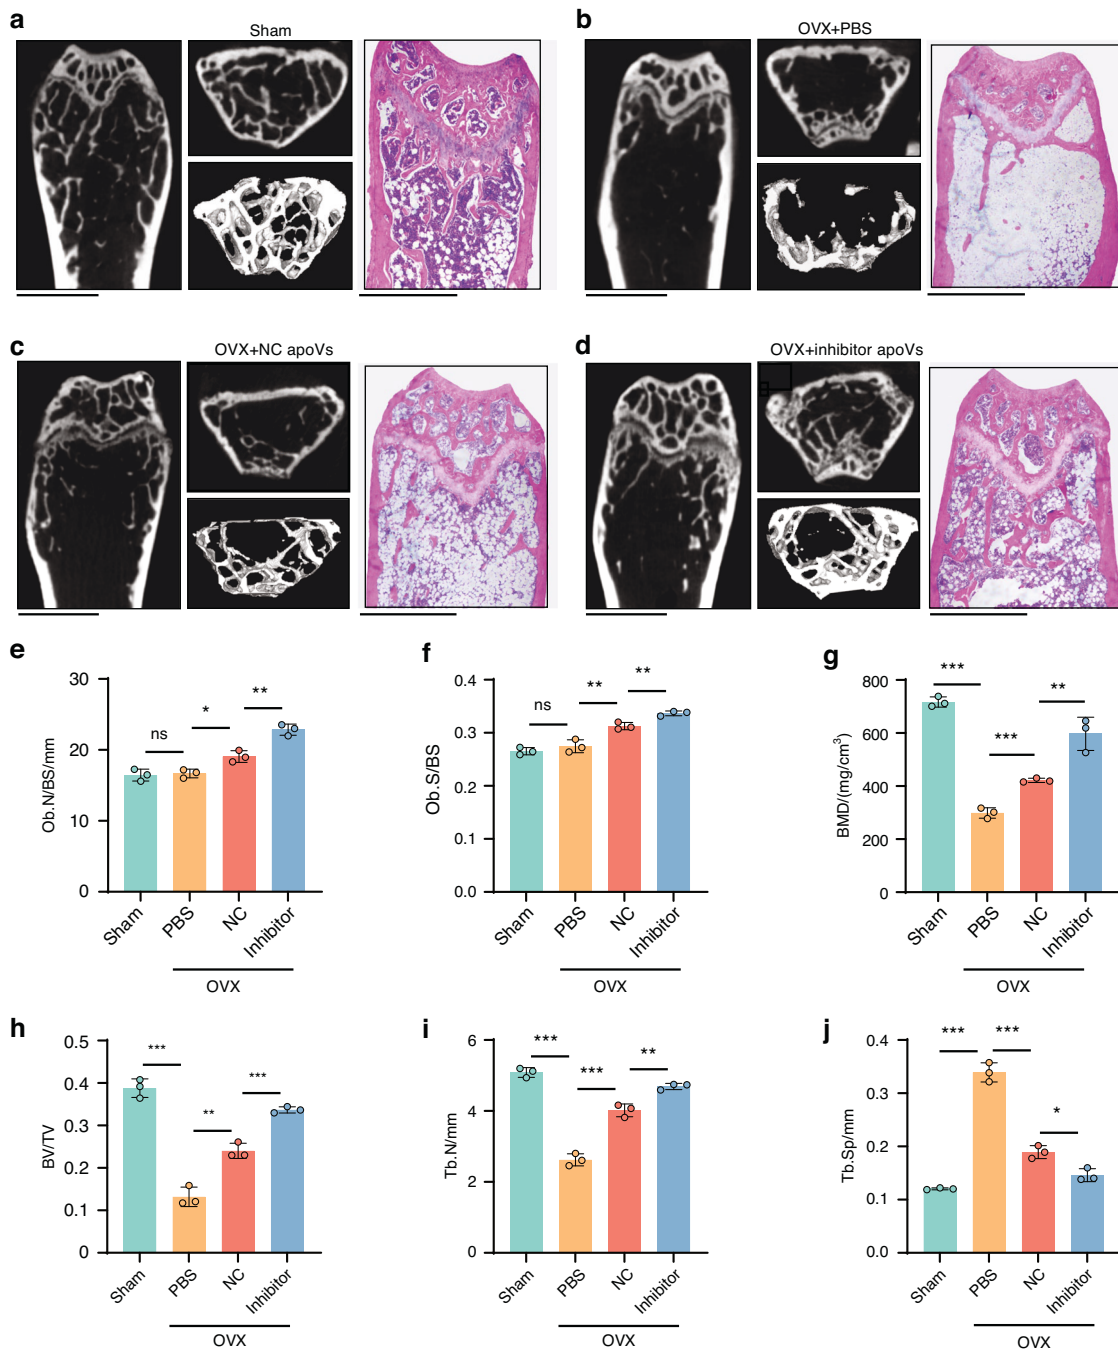 a
Sham
b
OVX+PBS
c
OVX+NC apoVs
d
OVX+inhibitor apoVs
e
Ob.N/BS/mm
30
20
10
0
ns
*
**
Sham
PBS
NC
Inhibitor
OVX
f
Ob.S/BS
0.4
0.3
0.2
0.1
0.0
ns
**
**
Sham
PBS
NC
Inhibitor
OVX
g
BMD/(mg/cm³)
800
600
400
200
0
***
***
**
Sham
PBS
NC
Inhibitor
OVX
h
BV/TV
0.5
0.4
0.3
0.2
0.1
0
***
**
***
Sham
PBS
NC
Inhibitor
OVX
i
Tb.N/mm
6
4
2
0
***
***
**
Sham
PBS
NC
Inhibitor
OVX
j
Tb.Sp/mm
0.4
0.3
0.2
0.1
0.0
***
***
*
Sham
PBS
NC
Inhibitor
OVX